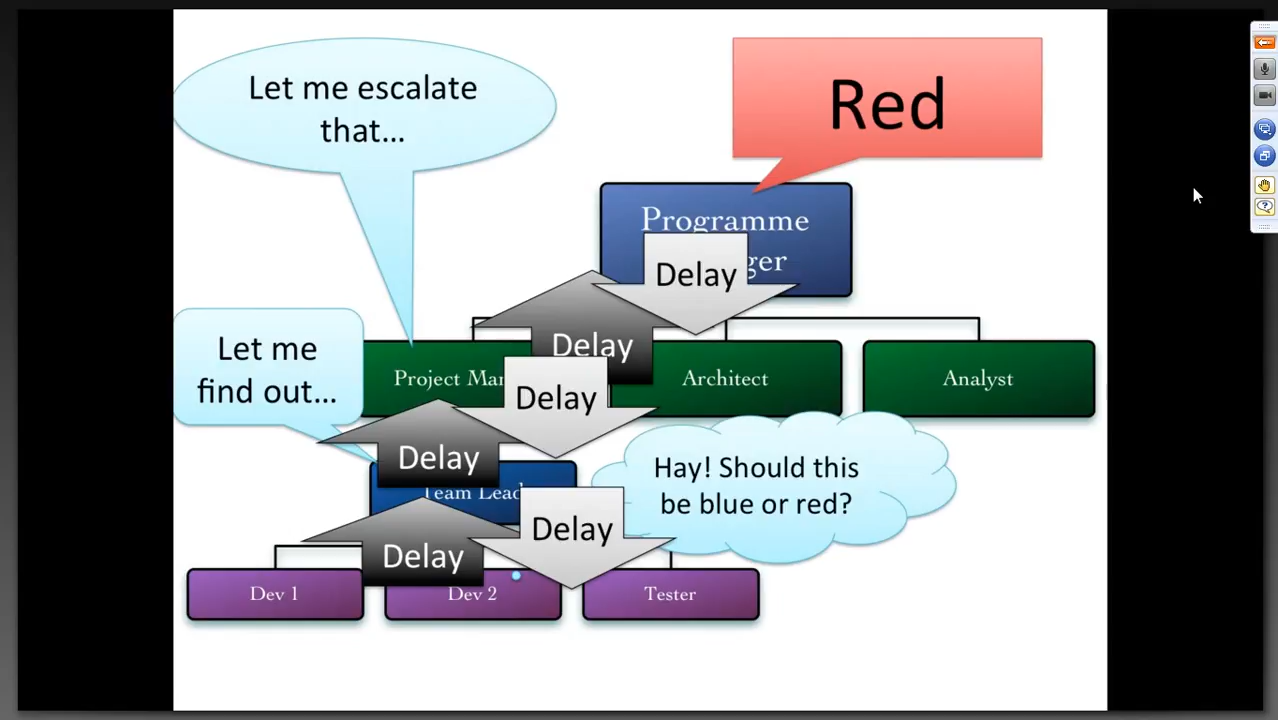 Let me escalate
that...
Red
Programme
ger
Delay
Delay
Let me
find out...
Project Mar
Delay
Architect
Analyst
Delay
Hay! Should this
be blue or red?
Team Lead
Delay
Delay
Dev 1
Dev 2
Tester